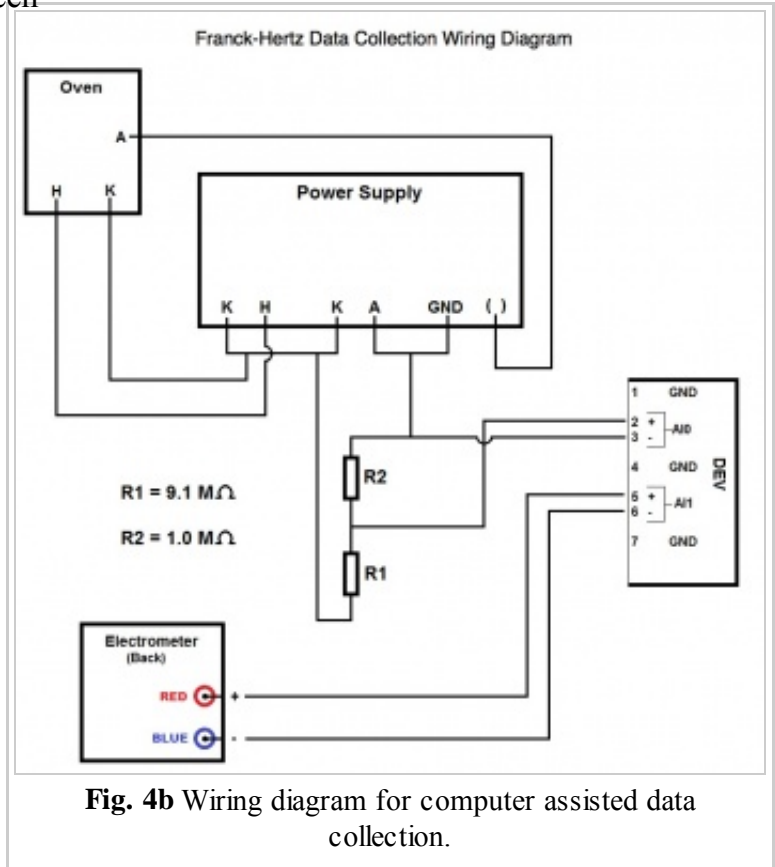 Franck-Hertz Data Collection Wiring Diagram
Oven
A
H K
Power Supply
K H K A GND ( )
1 GND
2 +
AI0
3 -
4 GND
DEV
5 +
AI1
6 -
7 GND
R2
R1 = 9.1 MΩ
R2 = 1.0 MΩ
R1
Electrometer
(Back)
RED +
BLUE -
Fig. 4b Wiring diagram for computer assisted data
collection.